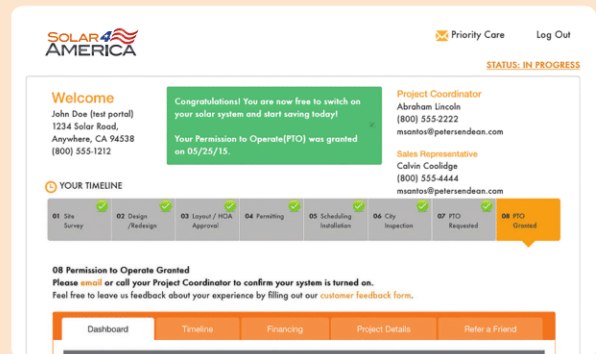 SOLAR4
AMERICA
Priority Care
Log Out
STATUS: IN PROGRESS
Welcome
John Doe (test portal)
1234 Solar Road,
Anywhere, CA 94538
(800) 555-1212
Congratulations! You are now free to switch on
your solar system and start saving today!
Your Permission to Operate(PTO) was granted
on 05/25/15.
×
Project Coordinator
Abraham Lincoln
(800) 555-2222
msantos@petersendean.com
Sales Representative
Calvin Coolidge
(800) 555-4444
msantos@petersendean.com
YOUR TIMELINE
01 Site
Survey
02 Design
/Redesign
03 Layout / HOA
Approval
04 Permitting
05 Scheduling
Installation
06 City
Inspection
07 PTO
Requested
08 PTO
Granted
08 Permission to Operate Granted
Please email or call your Project Coordinator to confirm your system is turned on.
Feel free to leave us feedback about your experience by filling out our customer feedback form.
Dashboard
Timeline
Financing
Project Details
Refer a Friend